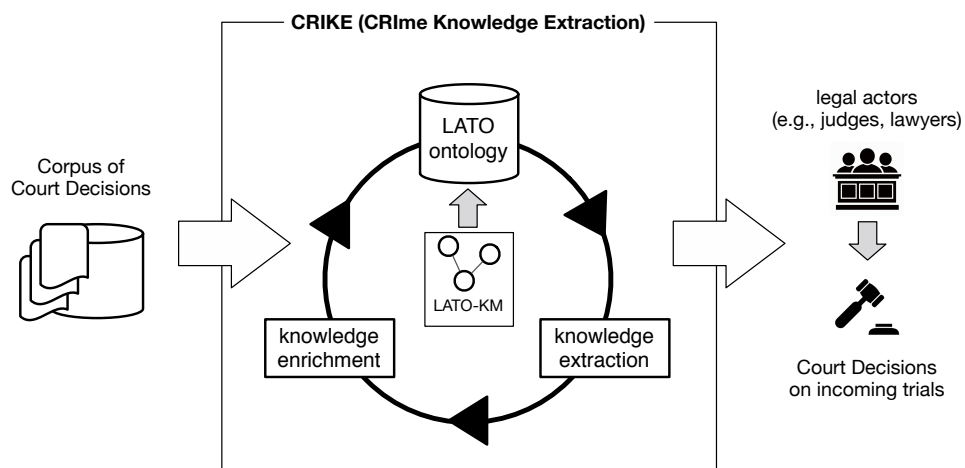 CRIKE (CRIme Knowledge Extraction)
Corpus of
Court Decisions
LATO
ontology
LATO-KM
knowledge
enrichment
knowledge
extraction
legal actors
(e.g., judges, lawyers)
Court Decisions
on incoming trials